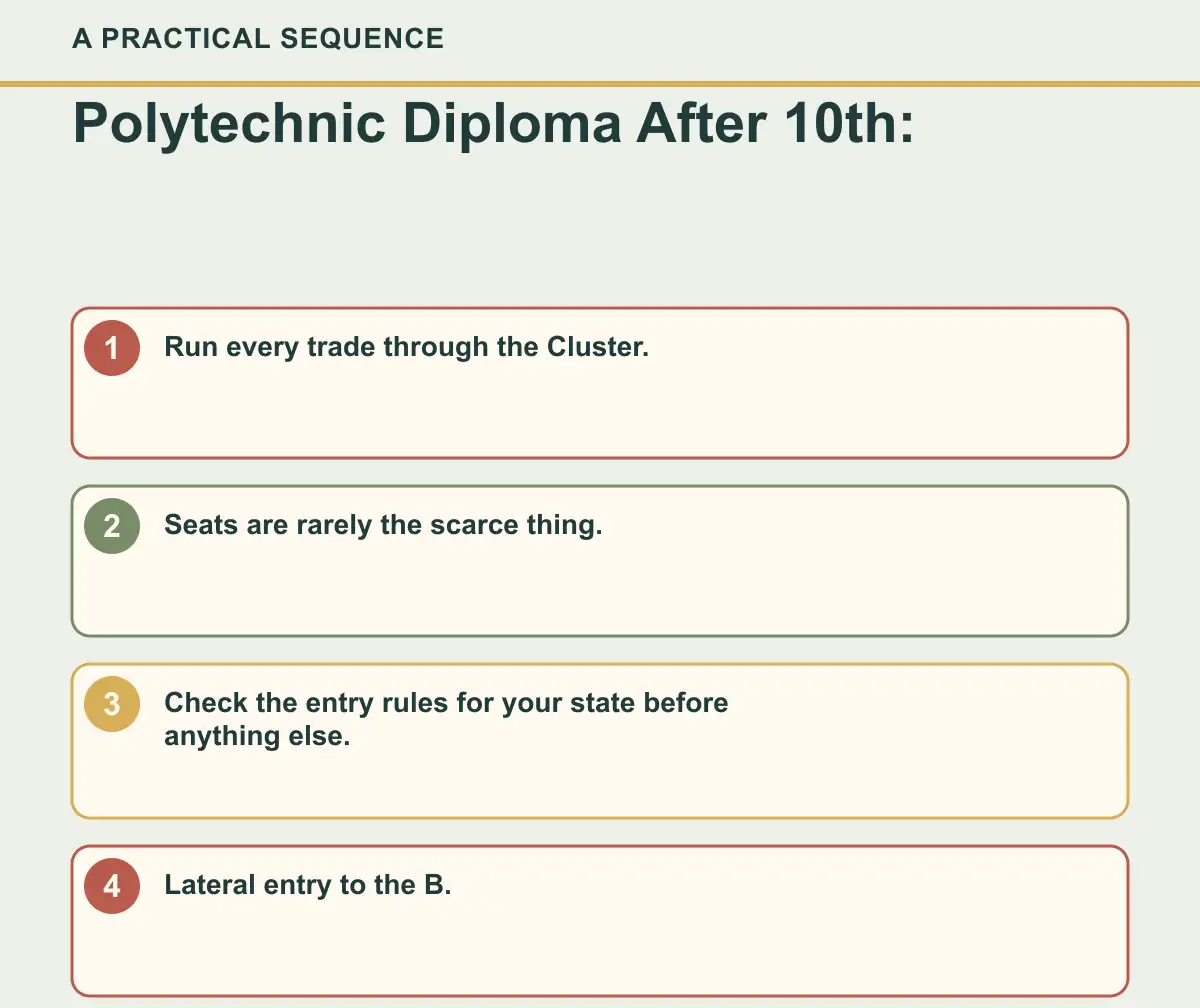 A PRACTICAL SEQUENCE
Polytechnic Diploma After 10th:
1
Run every trade through the Cluster.
2
Seats are rarely the scarce thing.
3
Check the entry rules for your state before
anything else.
4
Lateral entry to the B.